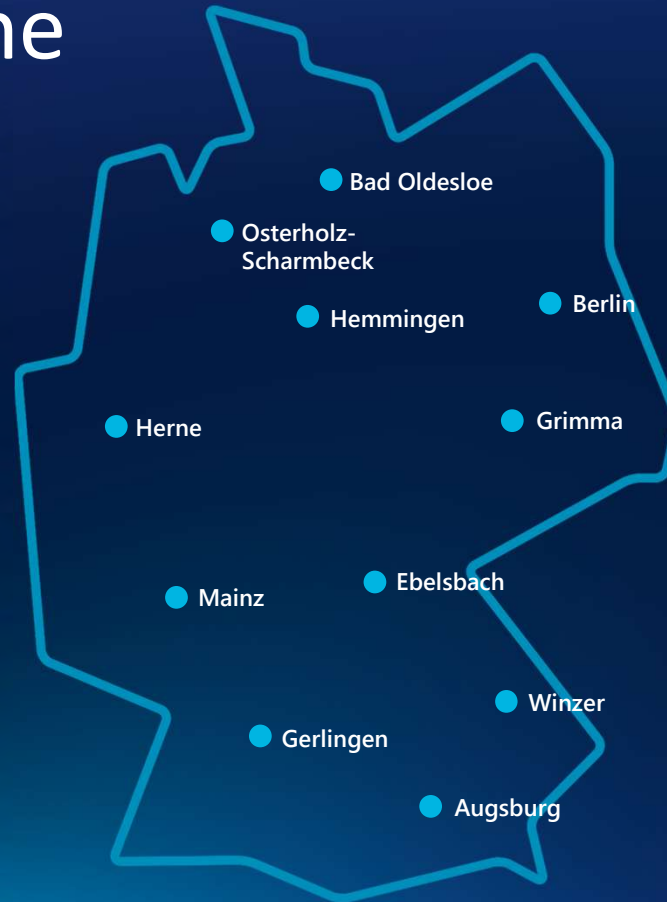 ne
Bad Oldesloe
Osterholz-
Scharmbeck
Berlin
Hemmingen
Grimma
Herne
Ebelsbach
Mainz
Winzer
Gerlingen
Augsburg